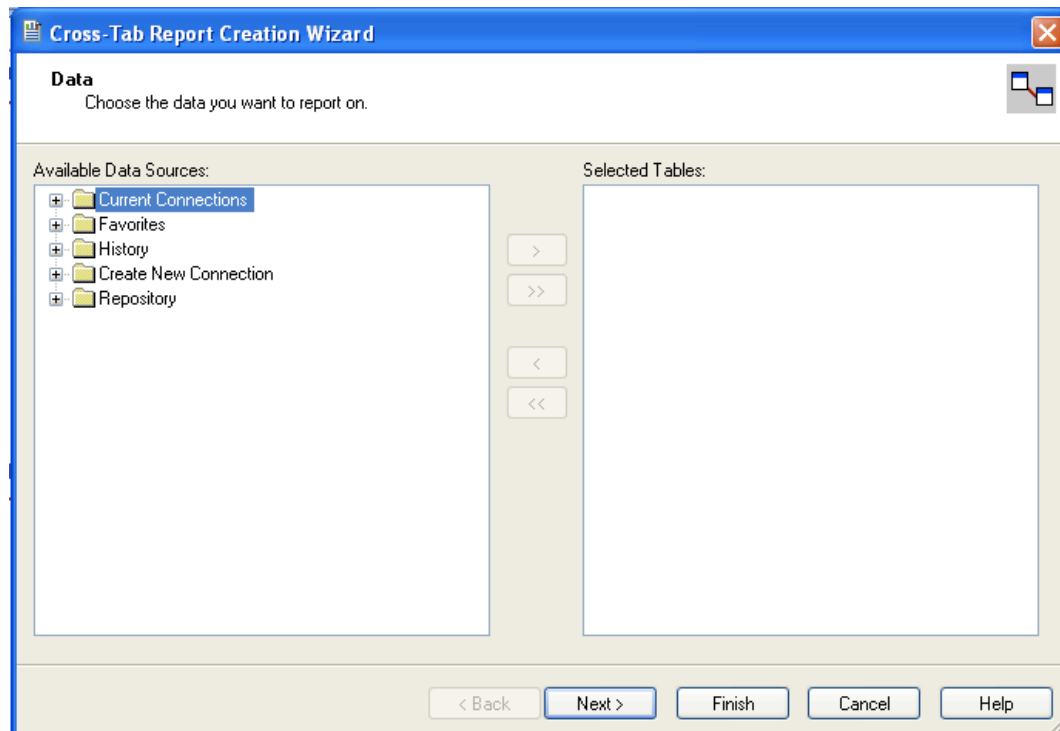 Cross-Tab Report Creation Wizard
Data
Choose the data you want to report on.
Available Data Sources:
Current Connections
Favorites
History
Create New Connection
Repository
>
>>
<
<<
Selected Tables:
< Back
Next >
Finish
Cancel
Help